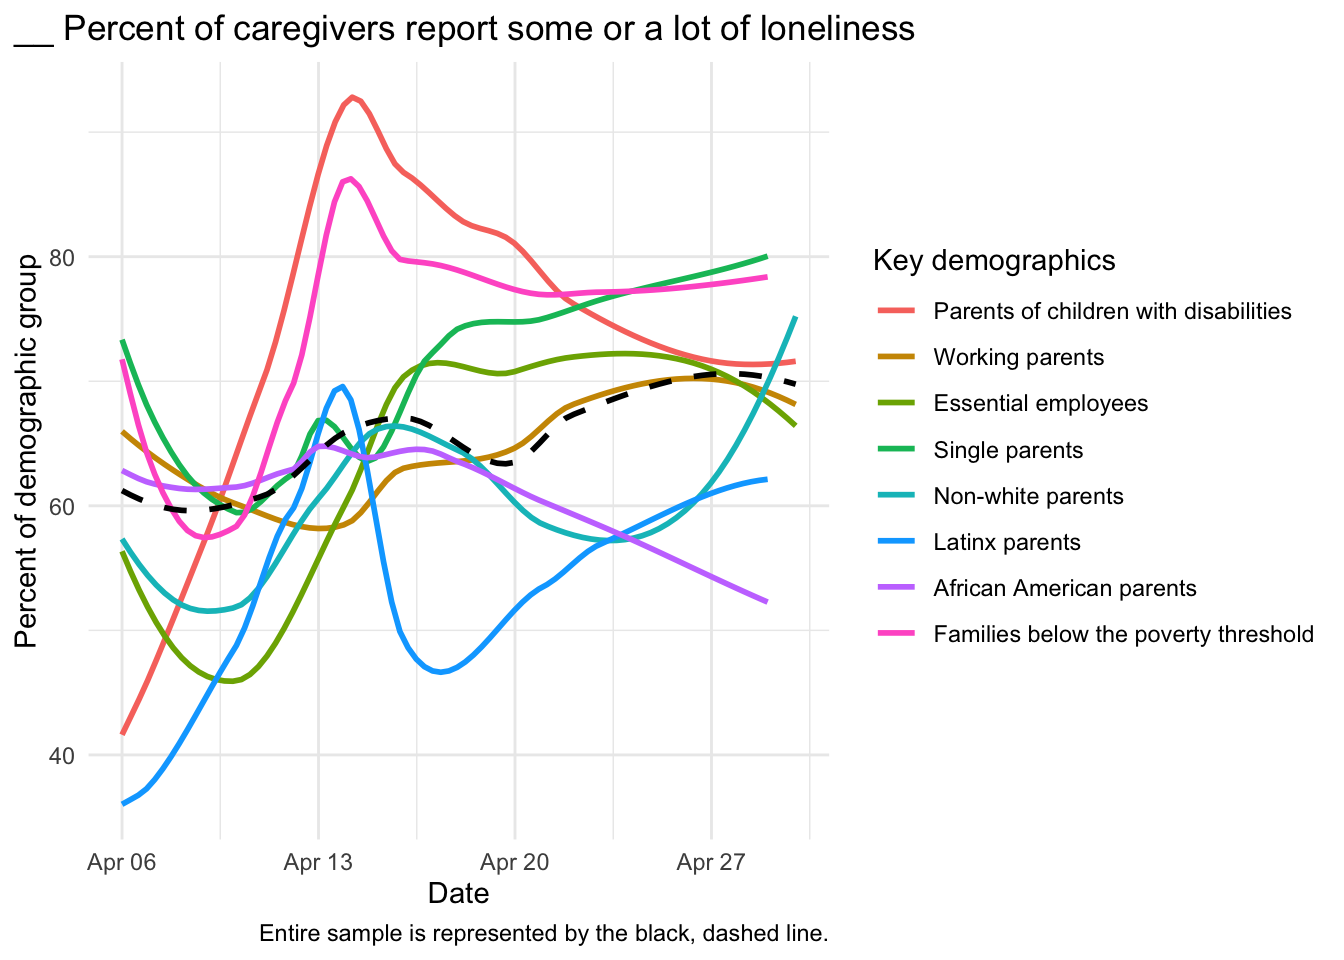 __ Percent of caregivers report some or a lot of loneliness
Percent of demographic group
80
60
40
Apr 06
Apr 13
Apr 20
Apr 27
Date
Key demographics
Parents of children with disabilities
Working parents
Essential employees
Single parents
Non-white parents
Latinx parents
African American parents
Families below the poverty threshold
Entire sample is represented by the black, dashed line.